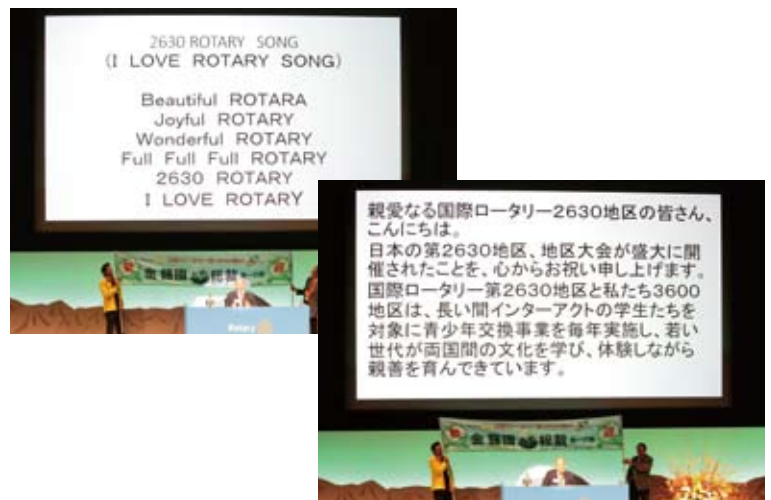 2630 ROTARY SONG
(I LOVE ROTARY SONG)
Beautiful ROTARA
Joyful ROTARY
Wonderful ROTARY
Full Full Full ROTARY
2630 ROTARY
I LOVE ROTARY
Rotary
親愛なる国際ロータリー2630地区の皆さん、
こんにちは。
日本の第2630地区、地区大会が盛大に開
催されたことを、心からお祝い申し上げます。
国際ロータリー第2630地区と私たち3600
地区は、長い間インターアクトの学生たちを
対象に青少年交換事業を毎年実施し、若い
世代が両国間の文化を学び、体験しながら
親善を育んできています。